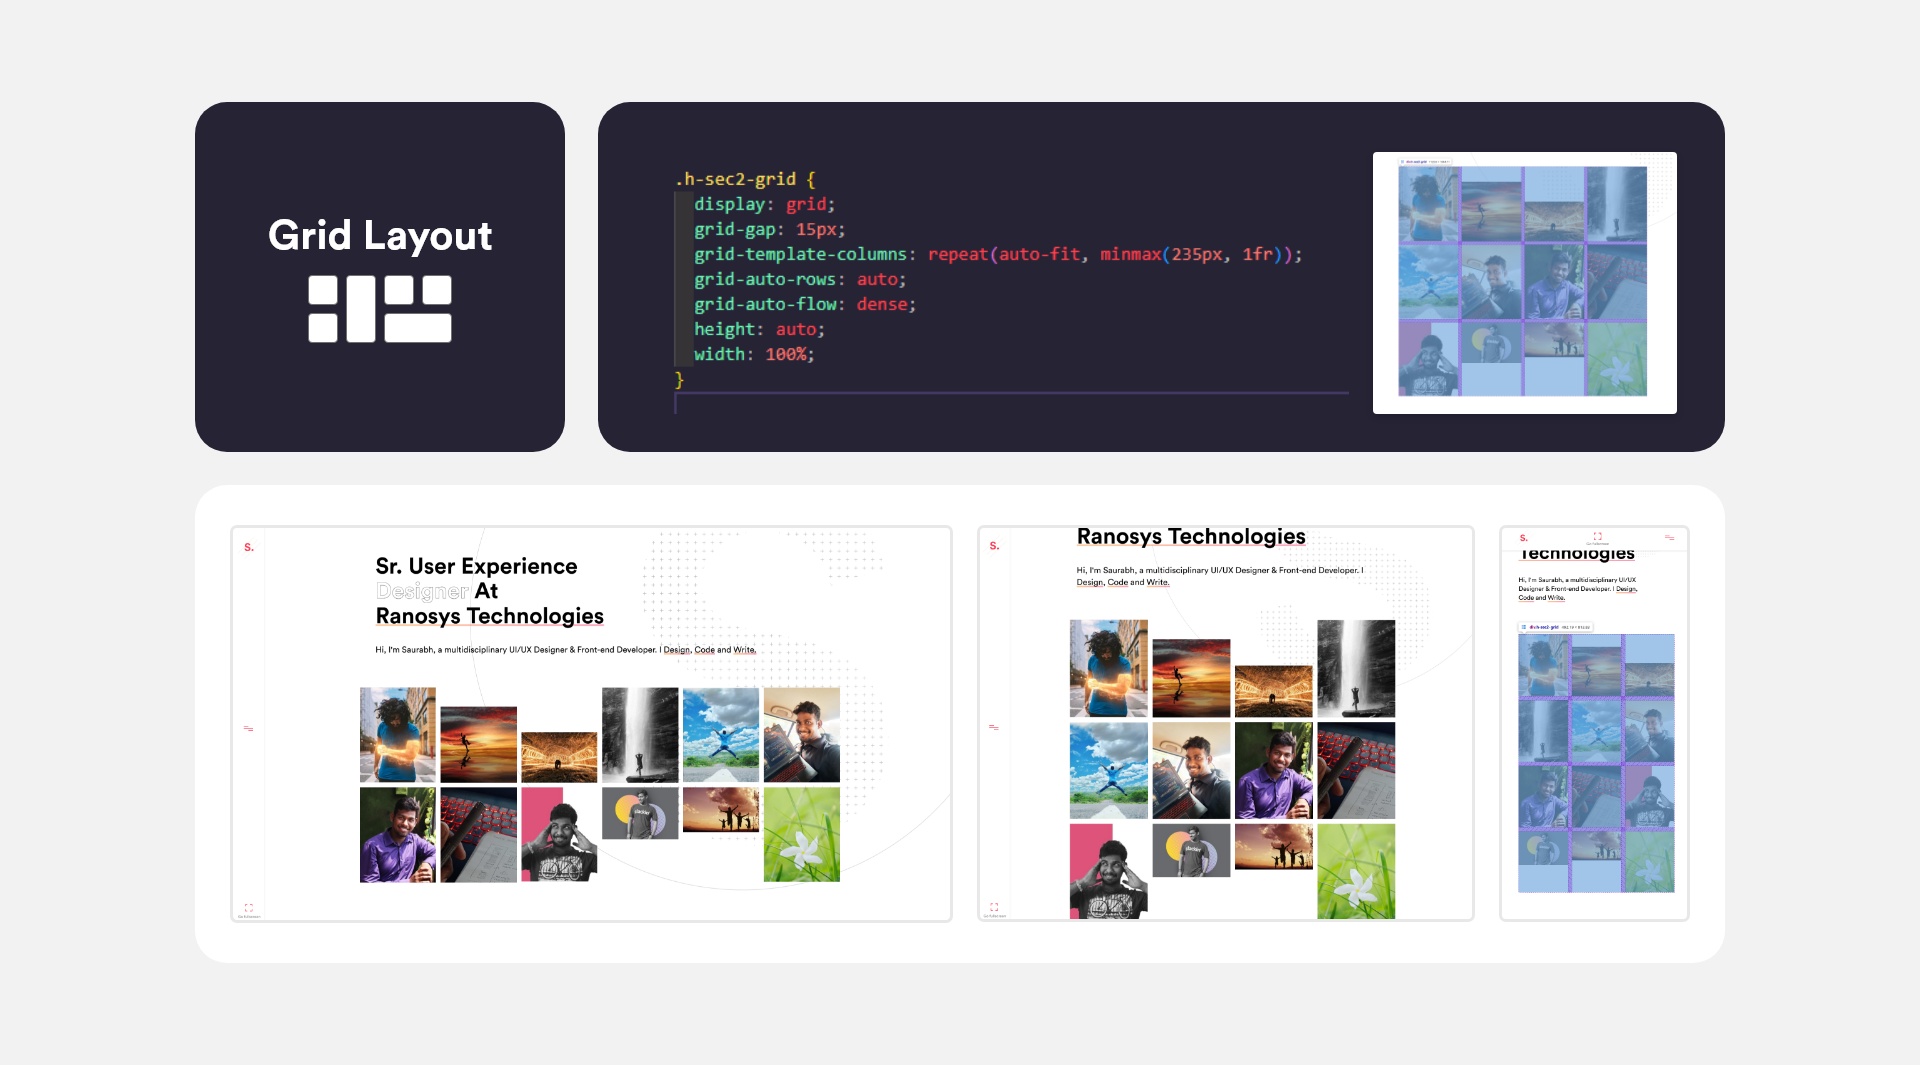 Grid Layout
.h-sec2-grid {
display: grid;
grid-gap: 15px;
grid-template-columns: repeat(auto-fit, minmax(235px, 1fr));
grid-auto-rows: auto;
grid-auto-flow: dense;
height: auto;
width: 100%;
}
S.
Sr. User Experience
Designer At
Ranosys Technologies
Hi, I'm Saurabh, a multidisciplinary UI/UX Designer & Front-end Developer. I Design, Code and Write.
S.
Ranosys Technologies
Hi, I'm Saurabh, a multidisciplinary UI/UX Designer & Front-end Developer. I
Design, Code and Write.
S.
Technologies
Hi, I'm Saurabh, a multidisciplinary UI/UX
Designer & Front-end Developer. I Design,
Code and Write.